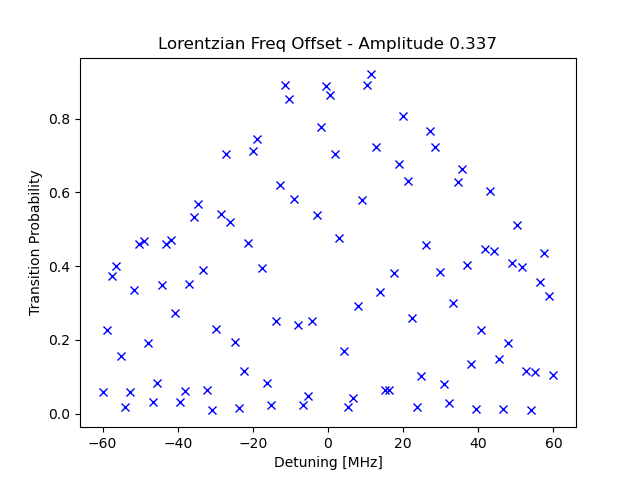 Lorentzian Freq Offset - Amplitude 0.337
Transition Probability
0.8
0.6
0.4
0.2
0.0
−60 −40 −20 0 20 40 60
Detuning [MHz]